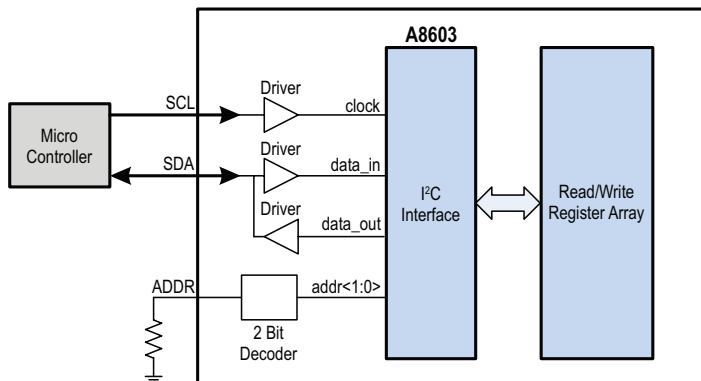 A8603
Driver
SCL
clock
Micro
Controller
Driver
SDA
data_in
I²C
Interface
Read/Write
Register Array
Driver
data_out
ADDR
addr<1:0>
2 Bit
Decoder